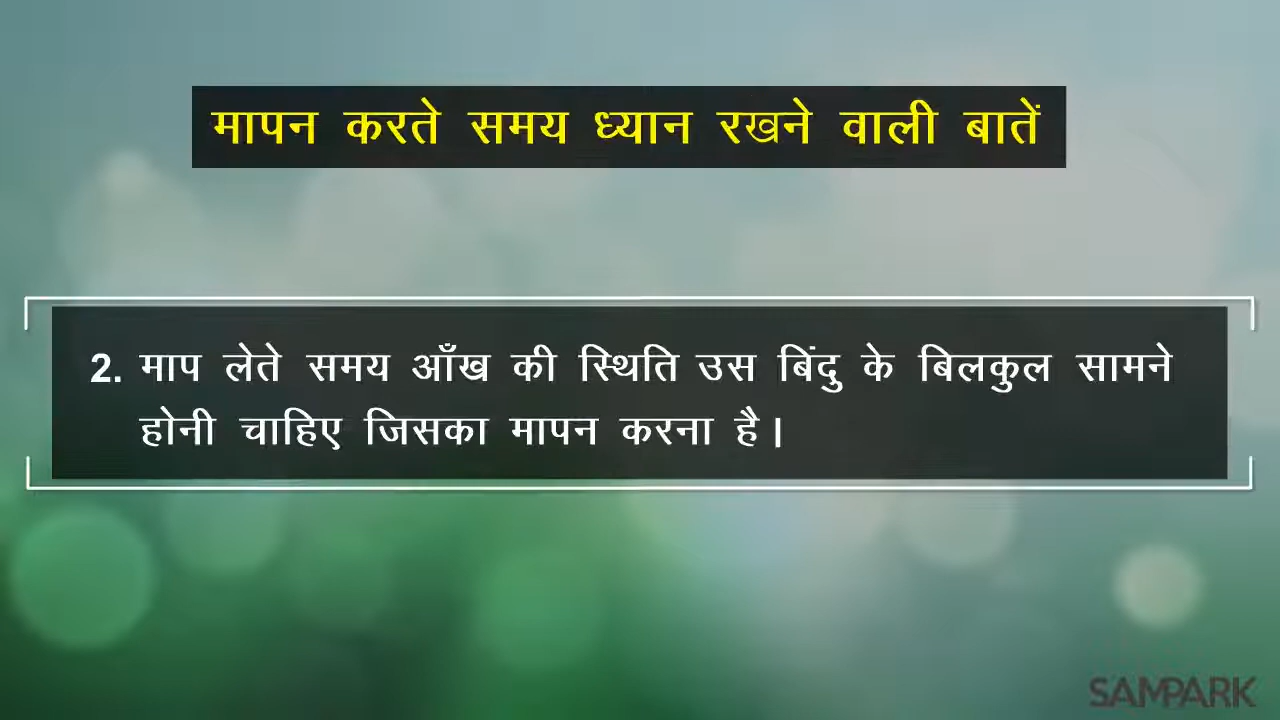 मापन करते समय ध्यान रखने वाली बातें
2. माप लेते समय आँख की स्थिति उस बिंदु के बिलकुल सामने
होनी चाहिए जिसका मापन करना है।
SAMPARK